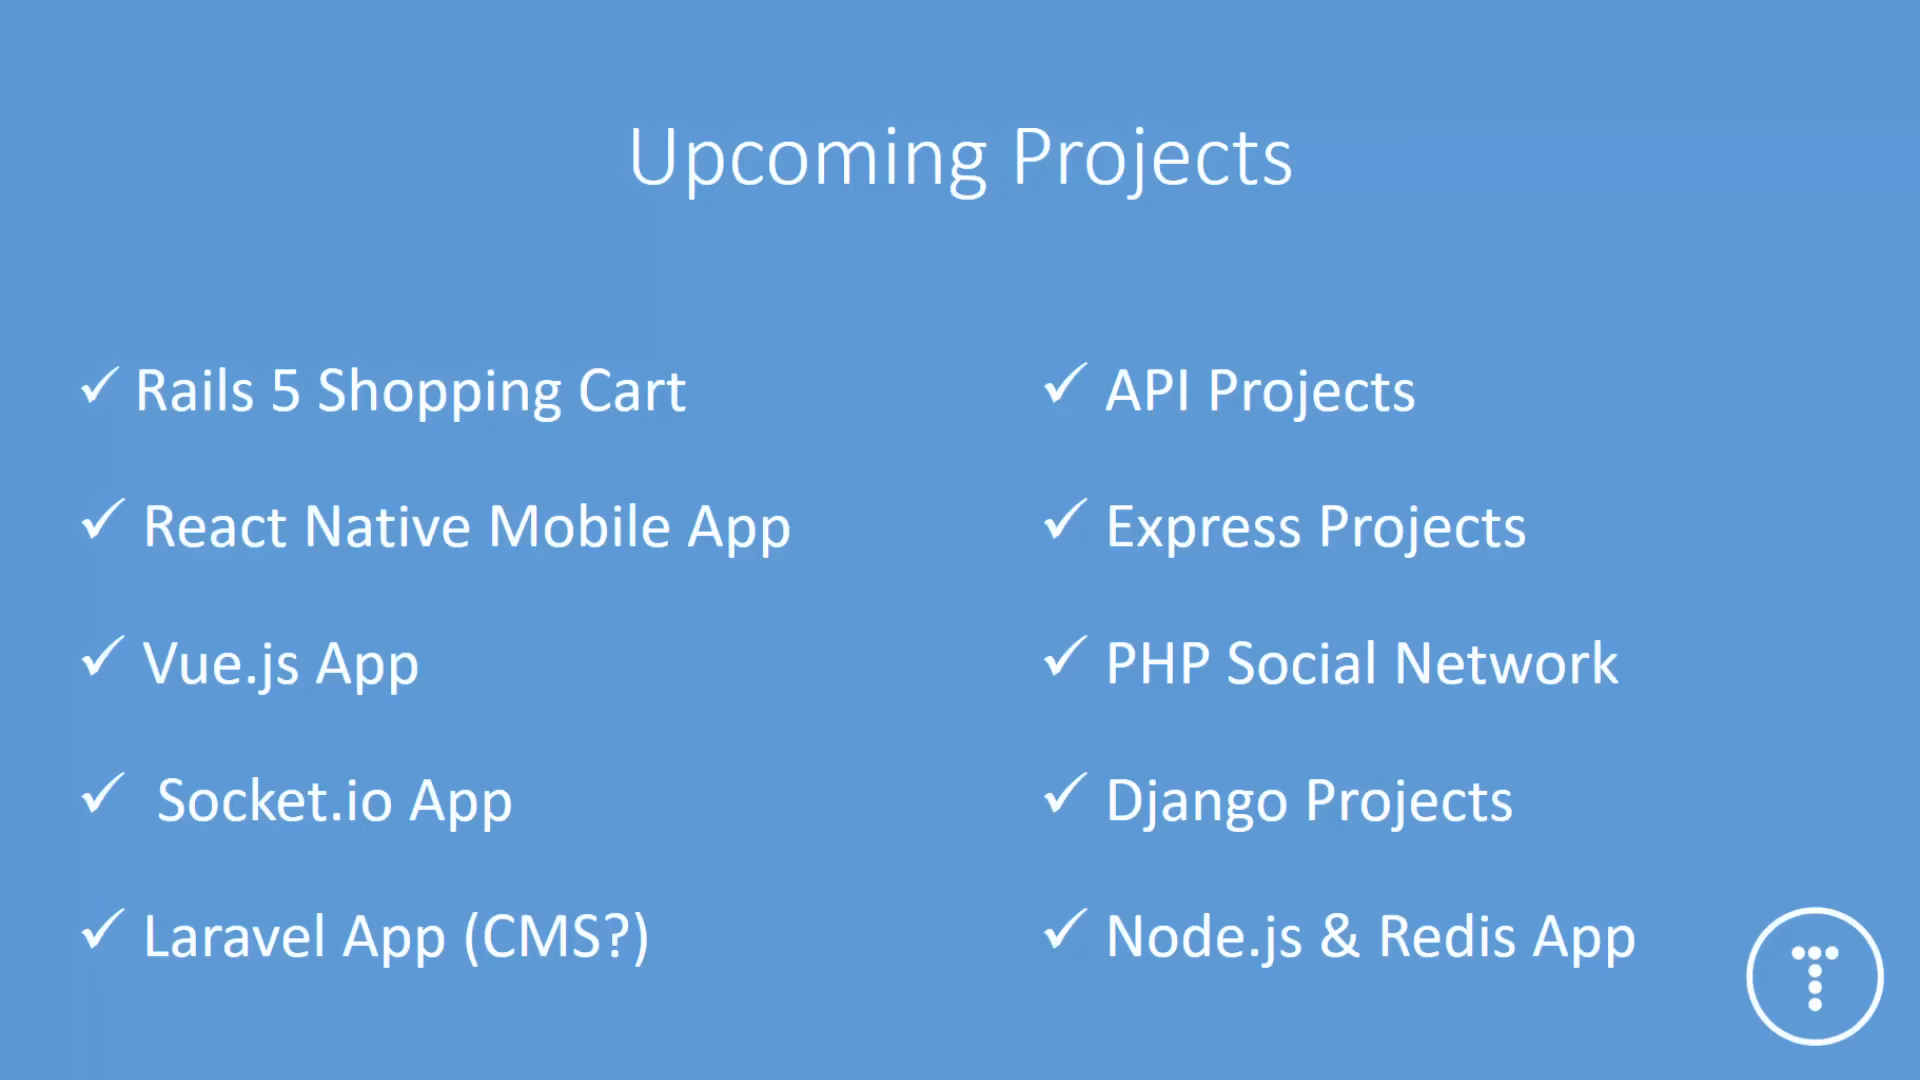 Upcoming Projects
Rails 5 Shopping Cart
React Native Mobile App
Vue.js App
Socket.io App
Laravel App (CMS?)
API Projects
Express Projects
PHP Social Network
Django Projects
Node.js & Redis App
T